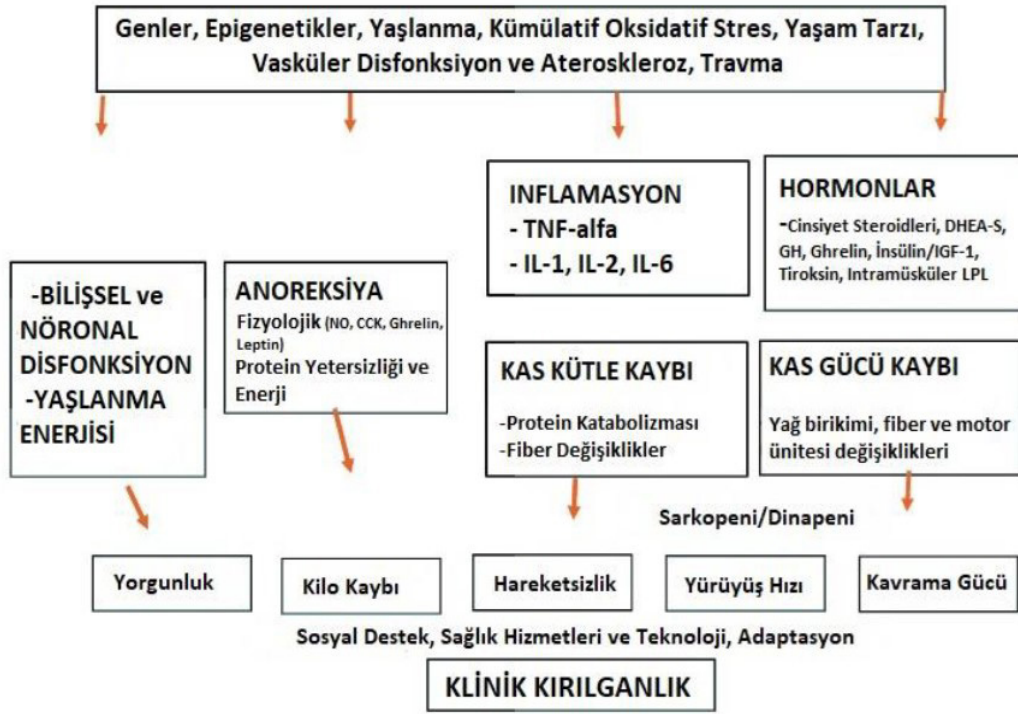 Genler, Epigenetikler, Yaşlanma, Kümülatif Oksidatif Stres, Yaşam Tarzı,
Vasküler Disfonksiyon ve Ateroskleroz, Travma
-BİLİŞSEL ve
NÖRONAL
DISFONKSİYON
-YAŞLANMA
ENERJİSİ
ANOREKSİYA
Fizyolojik (NO, CCK, Ghrelin,
Leptin)
Protein Yetersizliği ve
Enerji
INFLAMASYON
- TNF-alfa
- IL-1, IL-2, IL-6
HORMONLAR
-Cinsiyet Steroidleri, DHEA-S,
GH, Ghrelin, İnsülin/IGF-1,
Tiroksin, Intramüsküler LPL
KAS KÜTLE KAYBI
-Protein Katabolizması
-Fiber Değişiklikler
KAS GÜCÜ KAYBI
Yağ birikimi, fiber ve motor
ünitesi değişiklikleri
Sarkopeni/Dinapeni
Yorgunluk
Kilo Kaybı
Hareketsizlik
Yürüyüş Hızı
Kavrama Gücü
Sosyal Destek, Sağlık Hizmetleri ve Teknoloji, Adaptasyon
KLİNİK KIRILGANLIK